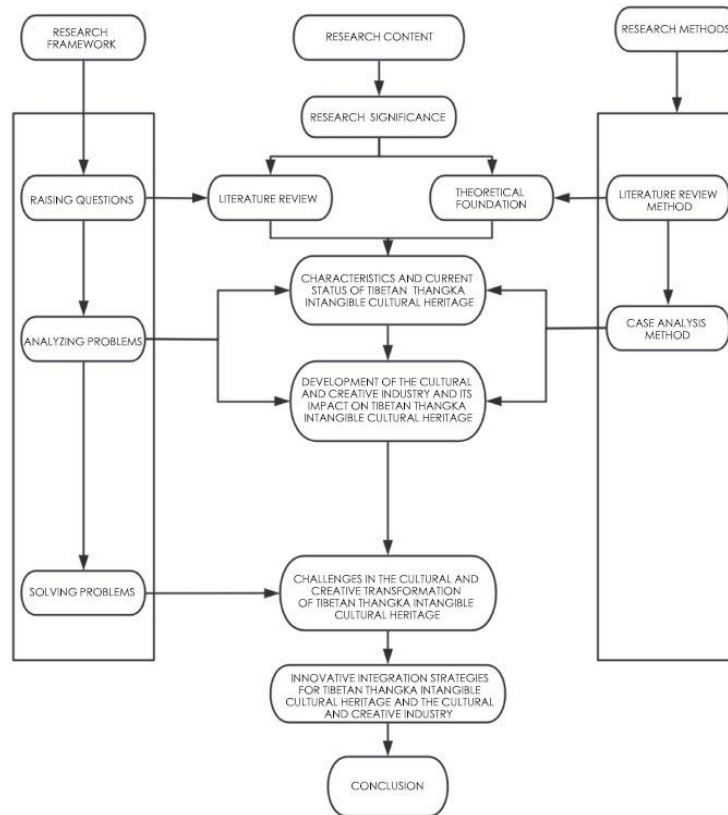 RESEARCH
FRAMEWORK
RESEARCH CONTENT
RESEARCH METHODS
RESEARCH SIGNIFICANCE
RAISING QUESTIONS
LITERATURE REVIEW
THEORETICAL
FOUNDATION
LITERATURE REVIEW
METHOD
CHARACTERISTICS AND CURRENT
STATUS OF TIBETAN THANGKA
INTANGIBLE CULTURAL HERITAGE
ANALYZING PROBLEMS
CASE ANALYSIS
METHOD
DEVELOPMENT OF THE CULTURAL
AND CREATIVE INDUSTRY AND ITS
IMPACT ON TIBETAN THANGKA
INTANGIBLE CULTURAL HERITAGE
SOLVING PROBLEMS
CHALLENGES IN THE CULTURAL AND
CREATIVE TRANSFORMATION
OF TIBETAN THANGKA INTANGIBLE
CULTURAL HERITAGE
INNOVATIVE INTEGRATION STRATEGIES
FOR TIBETAN THANGKA INTANGIBLE
CULTURAL HERITAGE AND THE CULTURAL
AND CREATIVE INDUSTRY
CONCLUSION